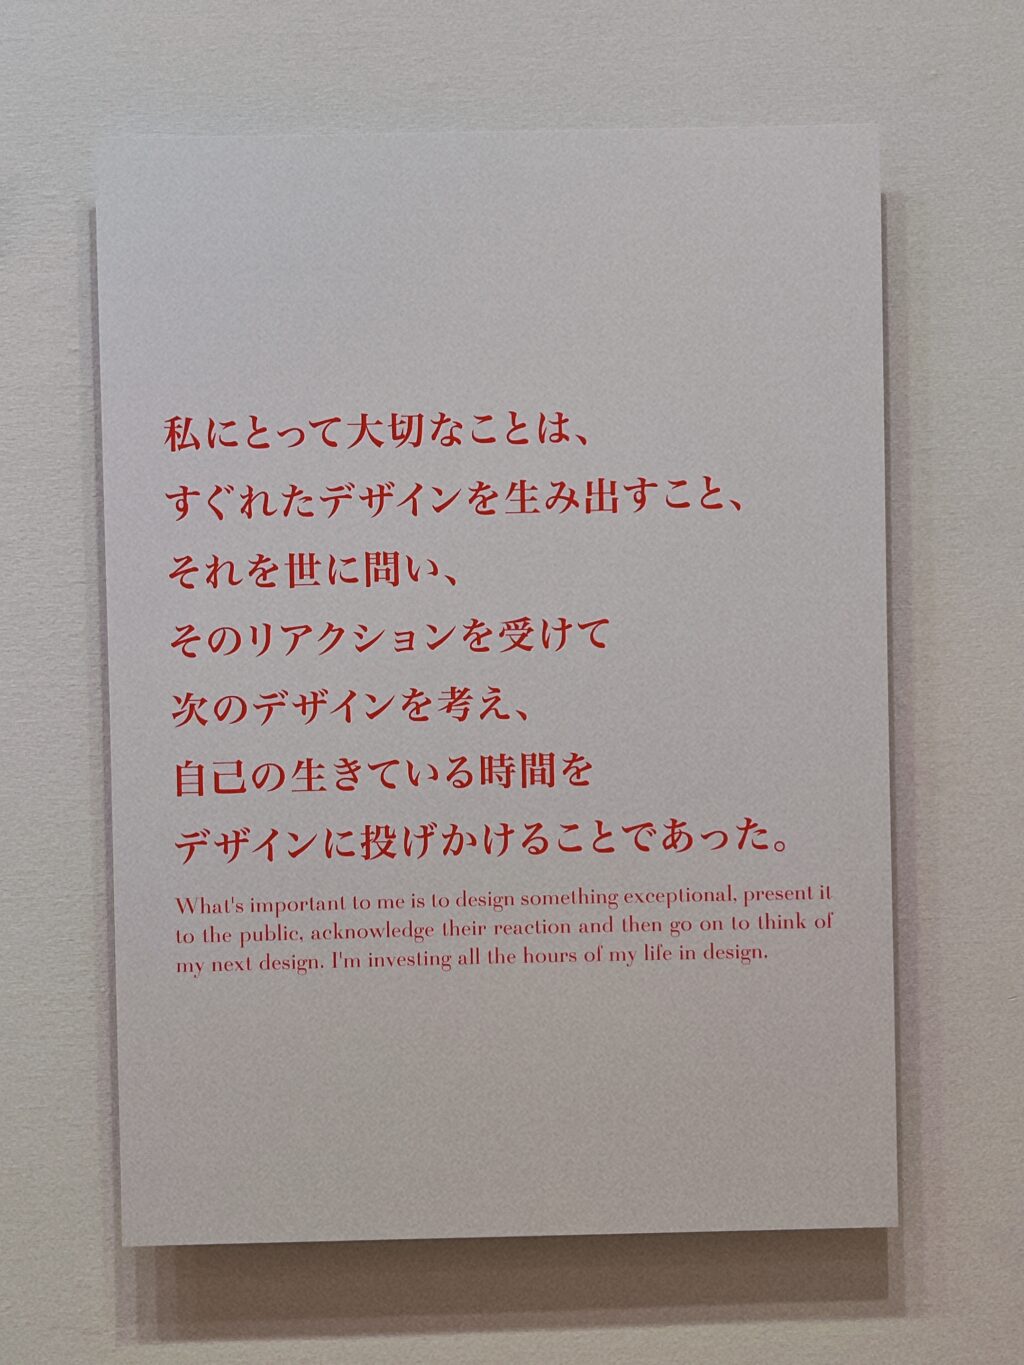 私にとって大切なことは、
すぐれたデザインを生み出すこと、
それを世に問い、
そのリアクションを受けて
次のデザインを考え、
自己の生きている時間を
デザインに投げかけることであった。
What's important to me is to design something exceptional, present it
to the public, acknowledge their reaction and then go on to think of
my next design. I'm investing all the hours of my life in design.